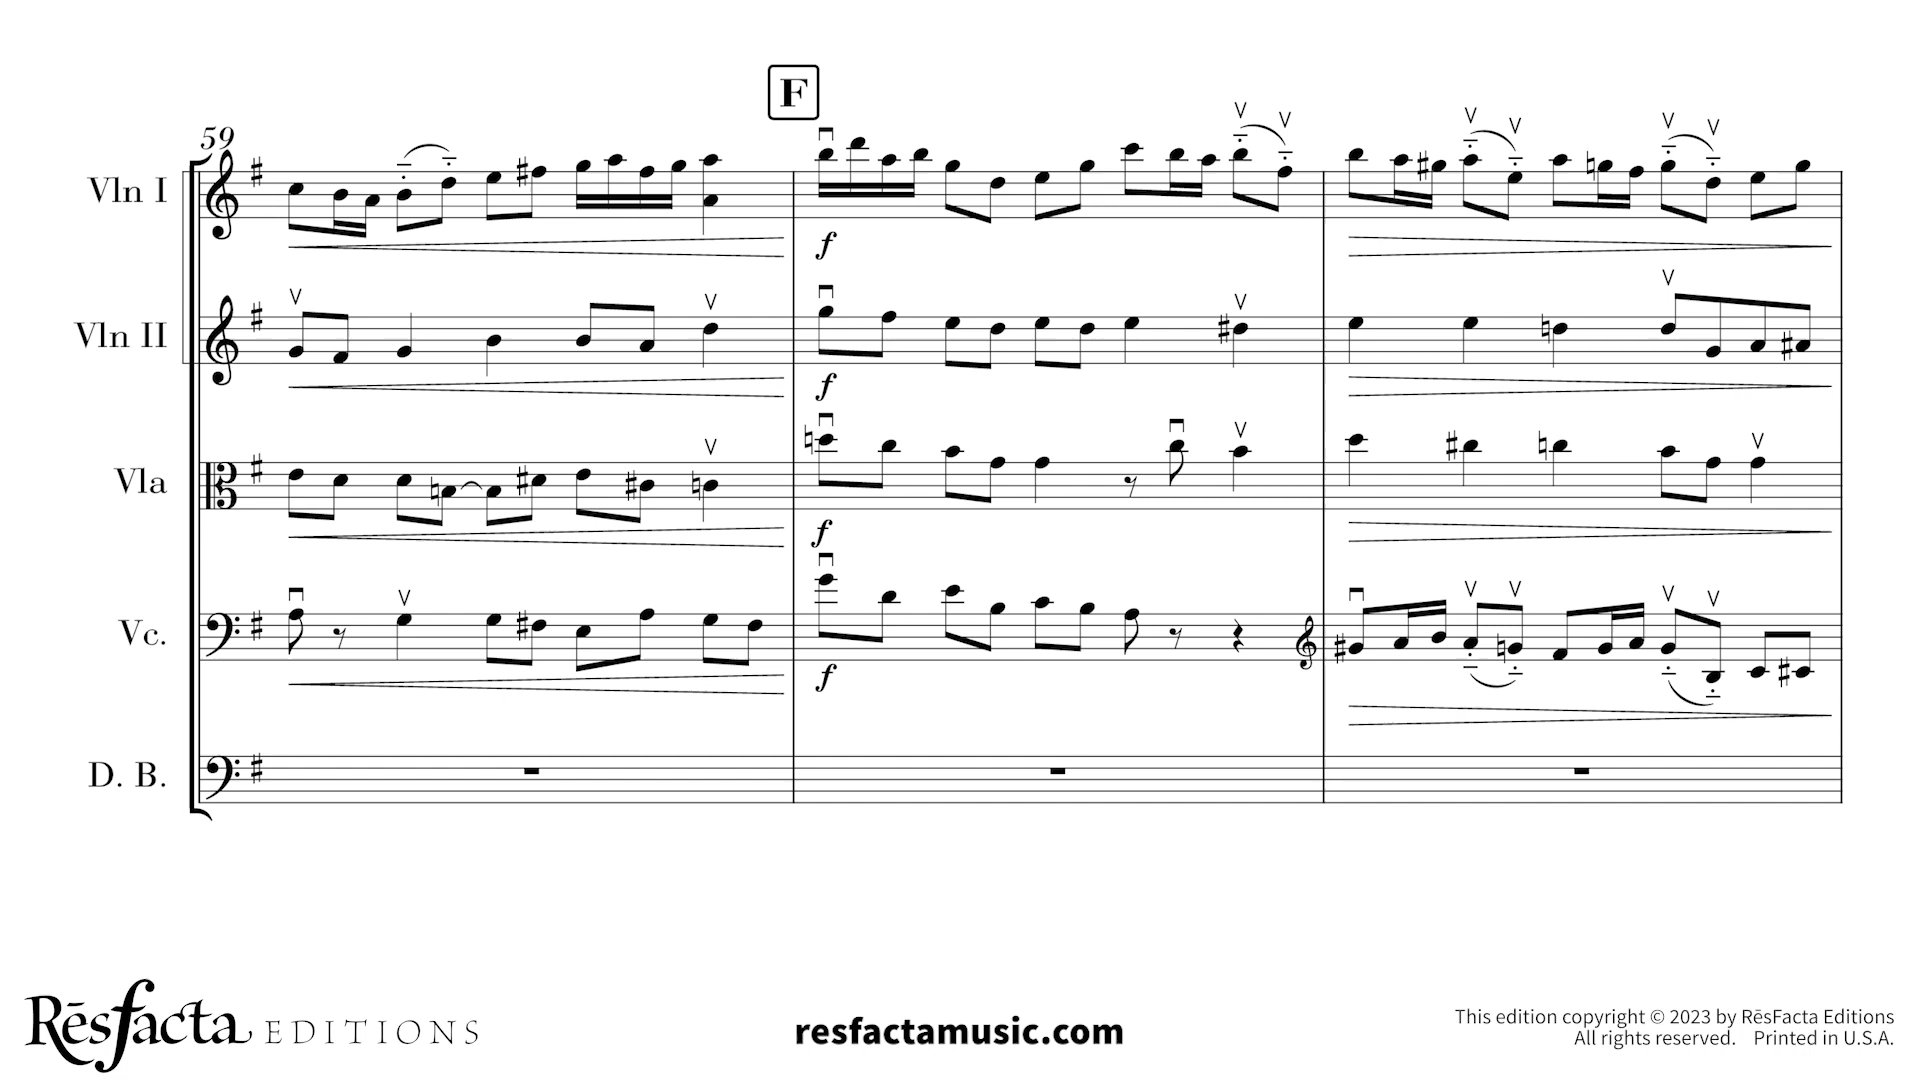 F
59
Vln I
f
Vln II
f
Vla
f
Vc.
f
D. B.
RēsFacta EDITIONS
resfactamusic.com
This edition copyright © 2023 by RēsFacta Editions
All rights reserved. Printed in U.S.A.